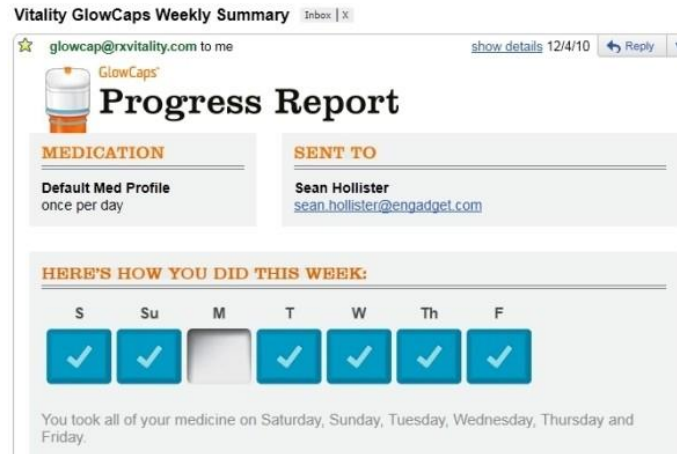 Vitality GlowCaps Weekly Summary Inbox | X
glowcap@rxvitality.com to me show details 12/4/10 Reply
GlowCaps
Progress Report
MEDICATION SENT TO
Default Med Profile Sean Hollister
once per day sean.hollister@engadget.com
HERE'S HOW YOU DID THIS WEEK:
S Su M T W Th F
You took all of your medicine on Saturday, Sunday, Tuesday, Wednesday, Thursday and
Friday.